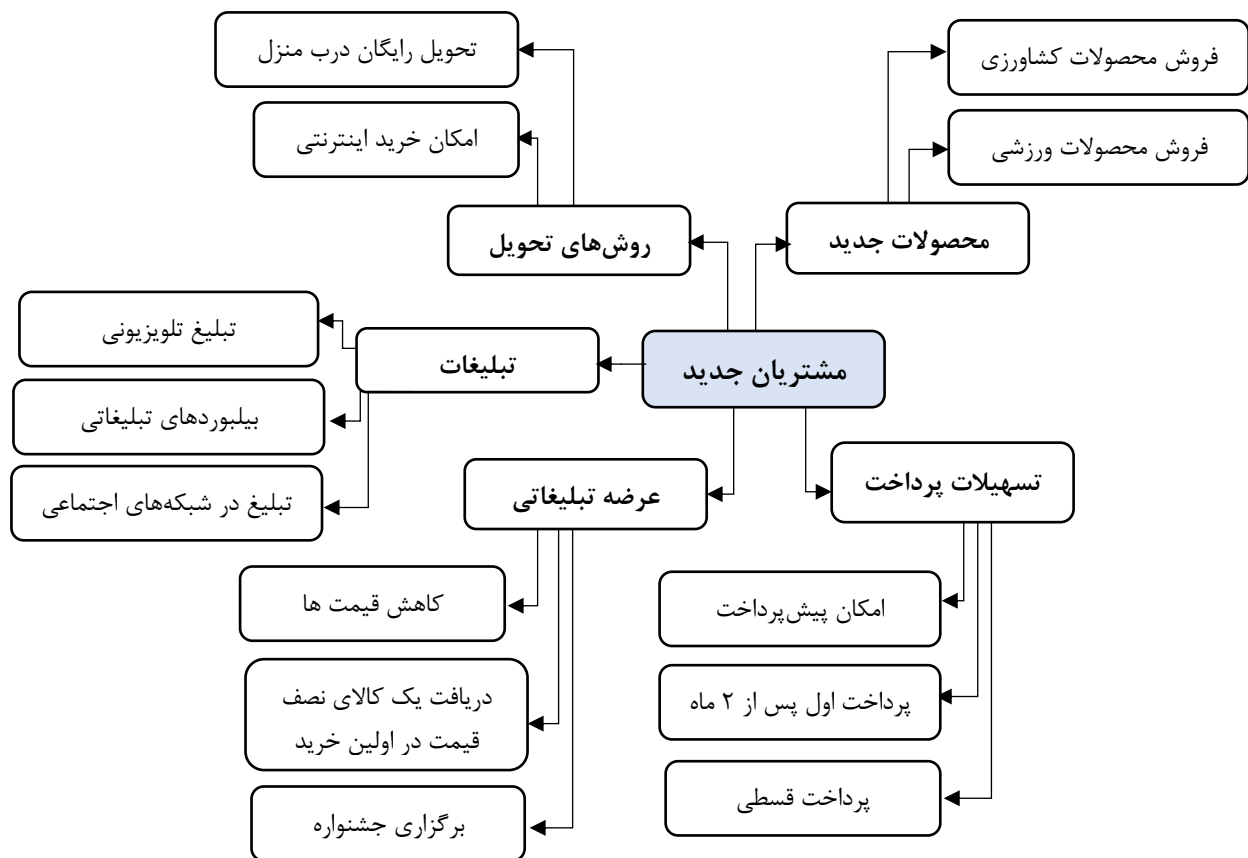 فروش محصولات کشاورزی
تحویل رایگان درب منزل
فروش محصولات ورزشی
امکان خرید اینترنتی
محصولات جدید
روش‌های تحویل
تبلیغ تلویزیونی
مشتریان جدید
تبلیغات
بیلبوردهای تبلیغاتی
تسهیلات پرداخت
عرضه تبلیغاتی
تبلیغ در شبکه‌های اجتماعی
امکان پیش‌پرداخت
کاهش قیمت ها
پرداخت اول پس از ۲ ماه
دریافت یک کالای نصف
قیمت در اولین خرید
پرداخت قسطی
برگزاری جشنواره